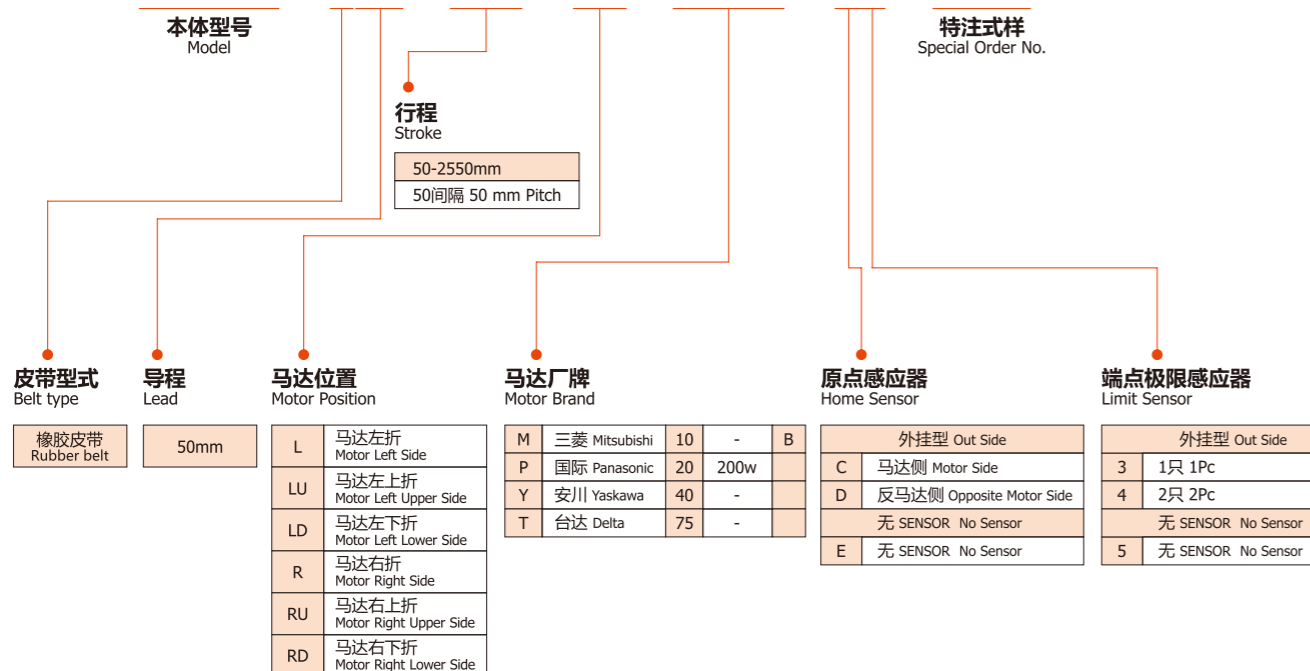 本体型号
Model
特注式样
Special Order No.
行程
Stroke
50-2550mm
50间隔 50 mm Pitch
皮带型式
Belt type
橡胶皮带
Rubber belt
导程
Lead
50mm
马达位置
Motor Position
L 马达左折
Motor Left Side
LU 马达左上折
Motor Left Upper Side
LD 马达左下折
Motor Left Lower Side
R 马达右折
Motor Right Side
RU 马达右上折
Motor Right Upper Side
RD 马达右下折
Motor Right Lower Side
马达厂牌
Motor Brand
M 三菱 Mitsubishi 10 - B
P 国际 Panasonic 20 200w
Y 安川 Yaskawa 40 -
T 台达 Delta 75 -
原点感应器
Home Sensor
外挂型 Out Side
C 马达侧 Motor Side
D 反马达侧 Opposite Motor Side
无 SENSOR No Sensor
E 无 SENSOR No Sensor
端点极限感应器
Limit Sensor
外挂型 Out Side
3 1只 1Pc
4 2只 2Pc
无 SENSOR No Sensor
5 无 SENSOR No Sensor